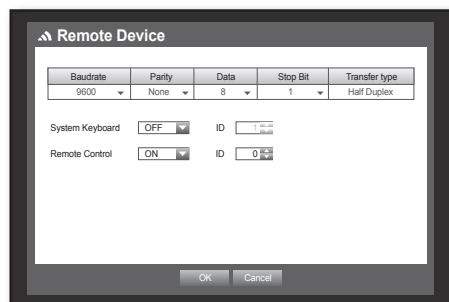 Remote Device
Baudrate Parity Data Stop Bit Transfer type
9600 None 8 1 Half Duplex
System Keyboard OFF ID 1
Remote Control ON ID 0
OK Cancel